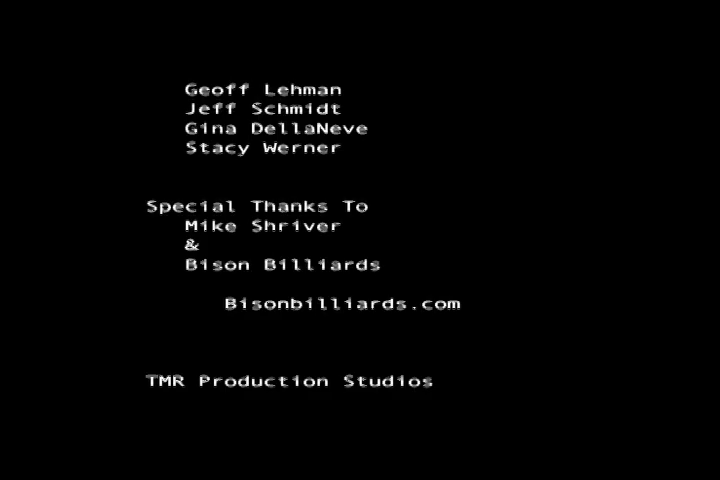 Geoff Lehman
Jeff Schmidt
Gina DellaNeve
Stacy Werner
Special Thanks To
Mike Shriver
&
Bison Billiards
Bisonbilliards.com
TMR Production Studios